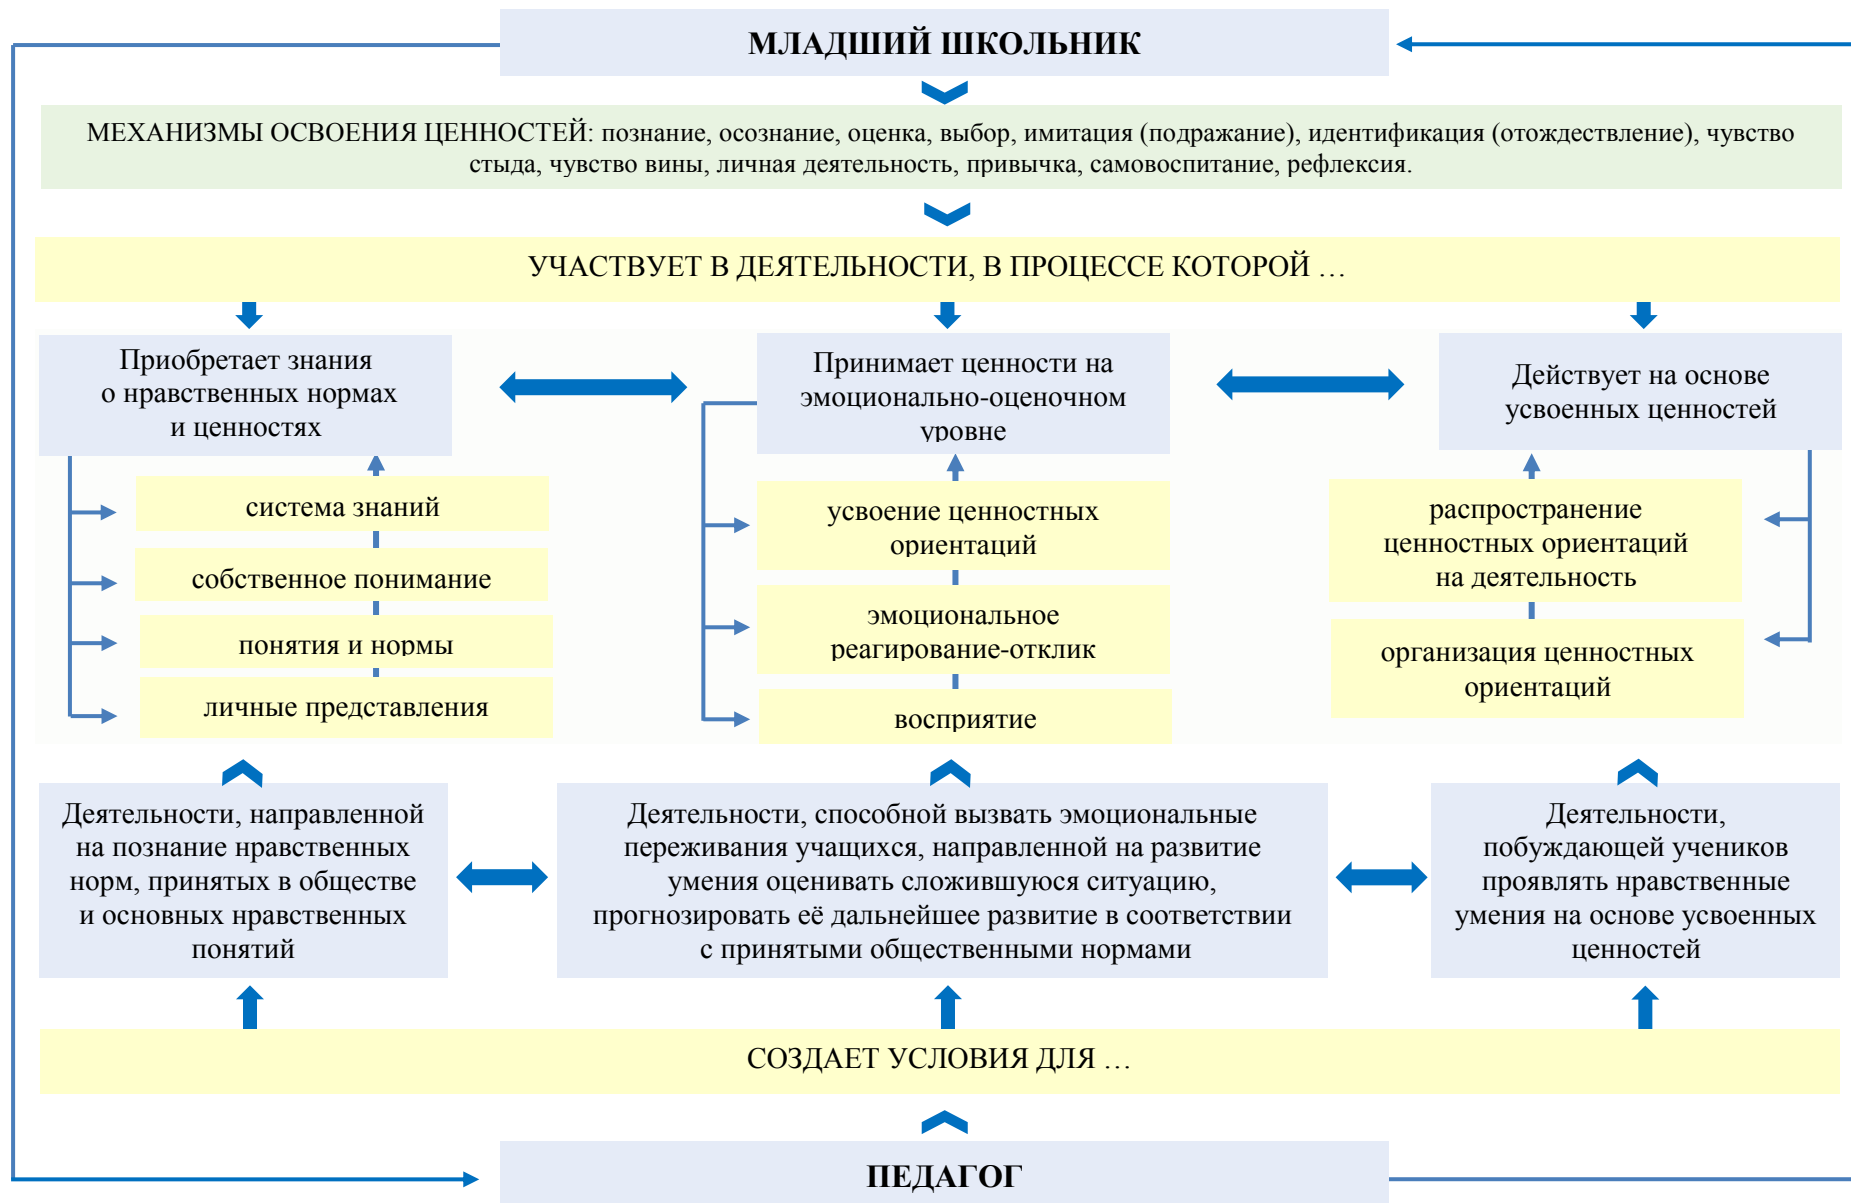 МЛАДШИЙ ШКОЛЬНИК
МЕХАНИЗМЫ ОСВОЕНИЯ ЦЕННОСТЕЙ: познание, осознание, оценка, выбор, имитация (подражание), идентификация (отождествление), чувство
стыда, чувство вины, личная деятельность, привычка, самовоспитание, рефлексия.
УЧАСТВУЕТ В ДЕЯТЕЛЬНОСТИ, В ПРОЦЕССЕ КОТОРОЙ …
Приобретает знания
о нравственных нормах
и ценностях
система знаний
собственное понимание
понятия и нормы
личные представления
Принимает ценности на
эмоционально-оценочном
уровне
усвоение ценностных
ориентаций
эмоциональное
реагирование-отклик
восприятие
Действует на основе
усвоенных ценностей
распространение
ценностных ориентаций
на деятельность
организация ценностных
ориентаций
Деятельности, направленной
на познание нравственных
норм, принятых в обществе
и основных нравственных
понятий
Деятельности, способной вызвать эмоциональные
переживания учащихся, направленной на развитие
умения оценивать сложившуюся ситуацию,
прогнозировать её дальнейшее развитие в соответствии
с принятыми общественными нормами
Деятельности,
побуждающей учеников
проявлять нравственные
умения на основе усвоенных
ценностей
СОЗДАЕТ УСЛОВИЯ ДЛЯ …
ПЕДАГОГ